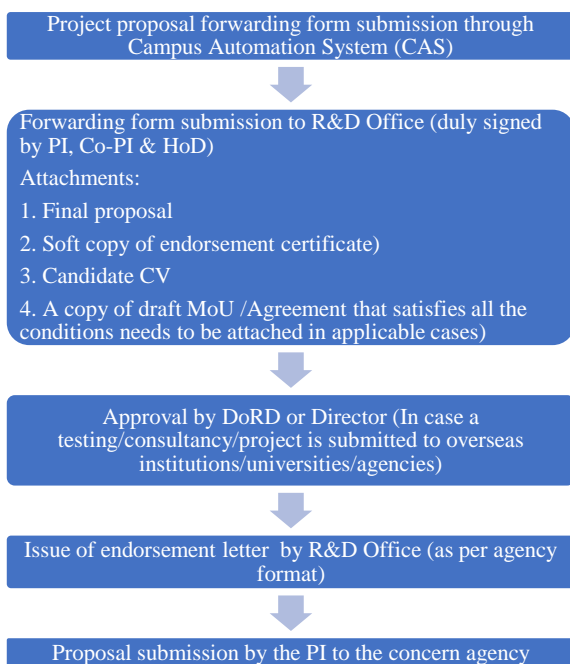 Project proposal forwarding form submission through
Campus Automation System (CAS)
Forwarding form submission to R&D Office (duly signed
by PI, Co-PI & HoD)
Attachments:
1. Final proposal
2. Soft copy of endorsement certificate)
3. Candidate CV
4. A copy of draft MoU /Agreement that satisfies all the
conditions needs to be attached in applicable cases)
Approval by DoRD or Director (In case a
testing/consultancy/project is submitted to overseas
institutions/universities/agencies)
Issue of endorsement letter by R&D Office (as per agency
format)
Proposal submission by the PI to the concern agency